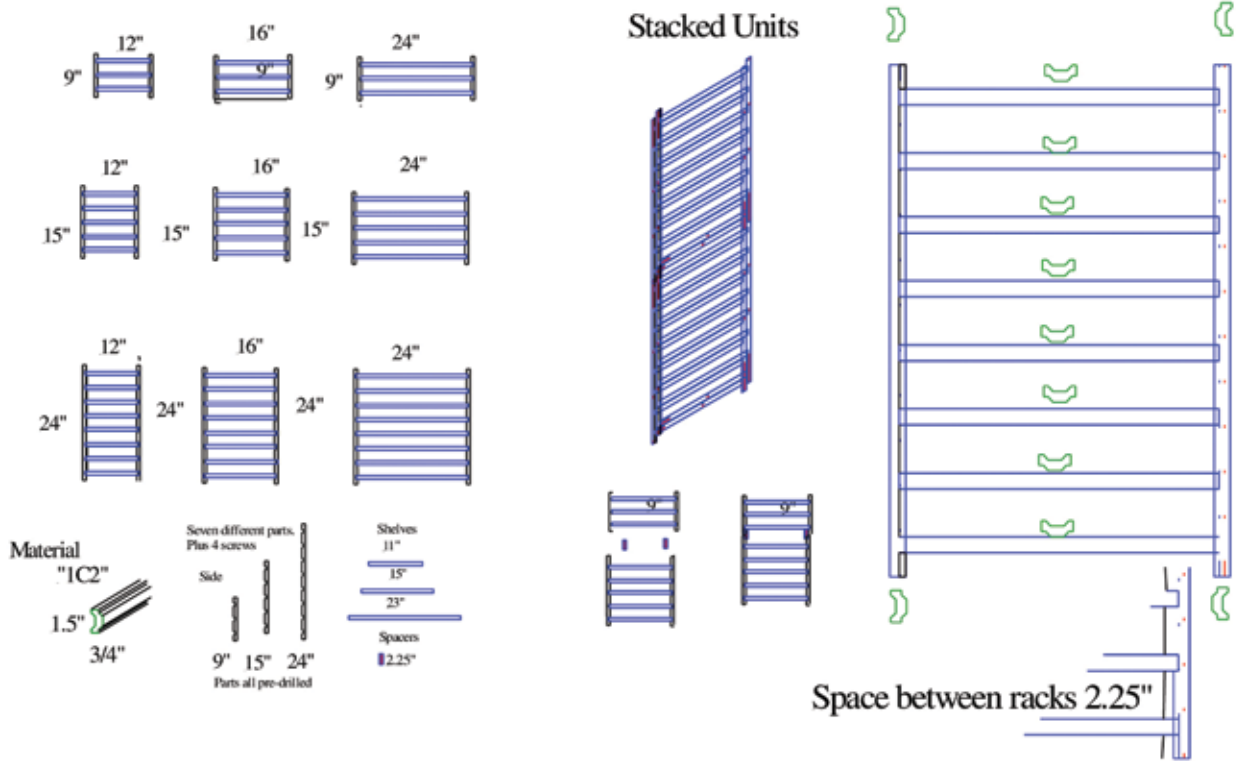 12"
16"
24"
9"
9"
9"
12"
16"
24"
15"
15"
15"
12"
16"
24"
24"
24"
24"
Material
"1C2"
1.5"
3/4"
Seven different parts.
Plus 4 screws
Side
9" 15" 24"
Parts all pre-drilled
Shelves
11"
15"
23"
Spacers
2.25"
Stacked Units
9"
9"
Space between racks 2.25"